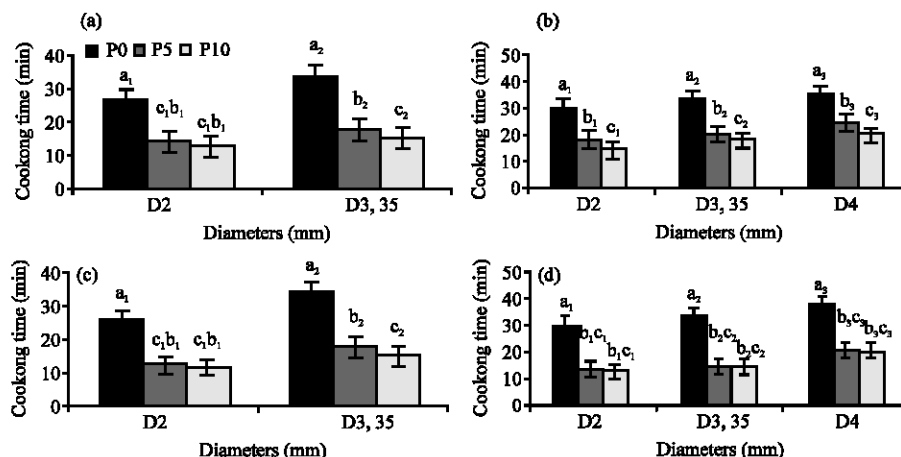 (a)
P0 P5 P10
Cookong time (min)
40
30
20
10
0
a₁
c₁b₁
c₁b₁
a₂
b₂
c₂
D2
D3, 35
Diameters (mm)
(b)
Cookong time (min)
50
40
30
20
10
0
a₁
b₁
c₁
a₂
b₂
c₂
a₃
b₃
c₃
D2
D3, 35
D4
Diameters (mm)
(c)
Cookong time (min)
40
30
20
10
0
a₁
c₁b₁
c₁b₁
a₂
b₂
c₂
D2
D3, 35
Diameters (mm)
(d)
Cookong time (min)
50
40
30
20
10
0
a₁
b₁c₁
b₁c₁
a₂
b₂c₂
b₂c₂
a₃
b₃c₃
b₃c₃
D2
D3, 35
D4
Diameters (mm)